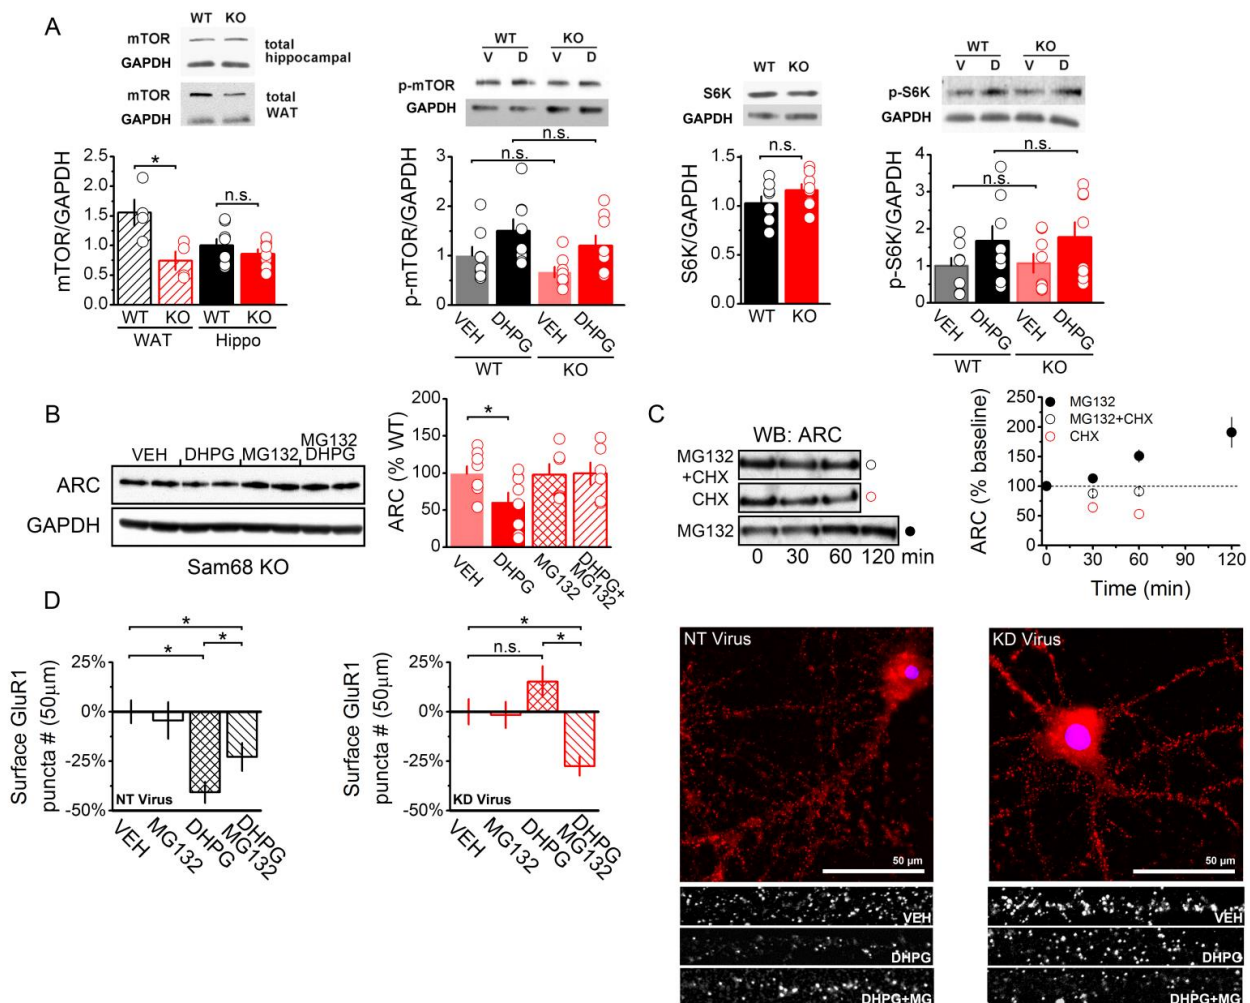 A
WT KO
mTOR
GAPDH
total
hippocampal
mTOR
GAPDH
total
WAT
mTOR/GAPDH
2.5
2.0
1.5
1.0
0.5
0.0
*
n.s.
WT KO WT KO
WAT Hippo
WT KO
V D V D
p-mTOR
GAPDH
n.s.
n.s.
p-mTOR/GAPDH
3
2
1
0
VEH DHPG VEH DHPG
WT KO
WT KO
S6K
GAPDH
n.s.
S6K/GAPDH
1.5
1.0
0.5
0.0
WT KO
WT KO
V D V D
p-S6K
GAPDH
n.s.
n.s.
p-S6K/GAPDH
4
3
2
1
0
VEH DHPG VEH DHPG
WT KO
B
VEH DHPG MG132 MG132
DHPG
ARC
GAPDH
Sam68 KO
ARC (% WT)
200
150
100
50
0
*
VEH DHPG MG132 DHPG+
MG132
C
WB: ARC
MG132
+CHX
CHX
MG132
0 30 60 120 min
ARC (% baseline)
250
200
150
100
50
0
MG132
MG132+CHX
CHX
0 30 60 90 120
Time (min)
D
Surface GluR1
puncta # (50µm)
25%
0%
-25%
-50%
*
* *
NT Virus
VEH MG132 DHPG DHPG
MG132
Surface GluR1
puncta # (50µm)
25%
0%
-25%
-50%
*
n.s. *
KD Virus
VEH MG132 DHPG DHPG
MG132
NT Virus
50 µm
VEH
DHPG
DHPG+MG
KD Virus
50 µm
VEH
DHPG
DHPG+MG